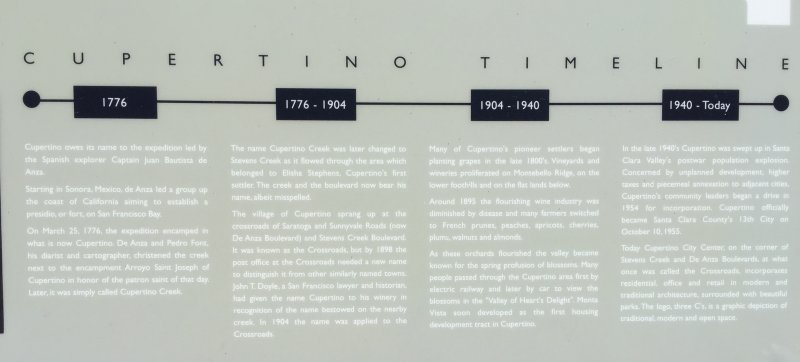 CUPERTINO TIMELINE
1776
Cupertino owes its name to the expedition led by
the Spanish explorer Captain Juan Bautista de
Anza.
Starting in Sonora, Mexico, de Anza led a group up
the coast of California aiming to establish a
presidio, or fort, on San Francisco Bay.
On March 25, 1776, the expedition encamped in
what is now Cupertino. De Anza and Pedro Font,
his diarist and cartographer, christened the creek
next to the encampment Arroyo Saint Joseph of
Cupertino in honor of the patron saint of that day.
Later, it was simply called Cupertino Creek.
1776 - 1904
The name Cupertino Creek was later changed to
Stevens Creek as it flowed through the area which
belonged to Elisha Stephens, Cupertino's first
settler. The creek and the boulevard now bear his
name, albeit misspelled.
The village of Cupertino sprang up at the
crossroads of Saratoga and Sunnyvale Roads (now
De Anza Boulevard) and Stevens Creek Boulevard.
It was known as the Crossroads, but by 1898 the
post office at the Crossroads needed a new name
to distinguish it from other similarly named towns.
John T. Doyle, a San Francisco lawyer and historian,
had given the name Cupertino to his winery in
recognition of the name bestowed on the nearby
creek. In 1904 the name was applied to the
Crossroads.
1904 - 1940
Many of Cupertino's pioneer settlers began
planting grapes in the late 1800's. Vineyards and
wineries proliferated on Montebello Ridge, on the
lower foothills and on the flat lands below.
Around 1895 the flourishing wine industry was
diminished by disease and many farmers switched
to French prunes, peaches, apricots, cherries,
plums, walnuts and almonds.
As these orchards flourished the valley became
known for the spring profusion of blossoms. Many
people passed through the Cupertino area first by
electric railway and later by car to view the
blossoms in the "Valley of Heart's Delight". Monta
Vista soon developed as the first housing
development tract in Cupertino.
1940 - Today
In the late 1940's Cupertino was swept up in Santa
Clara Valley's postwar population explosion.
Concerned by unplanned development, higher
taxes and piecemeal annexation to adjacent cities,
Cupertino's community leaders began a drive in
1954 for incorporation. Cupertino officially
became Santa Clara County's 13th City on
October 10, 1955.
Today Cupertino City Center, on the corner of
Stevens Creek and De Anza Boulevards, at what
once was called the Crossroads, incorporates
residential, office and retail in modern and
traditional architecture, surrounded with beautiful
parks. The logo, three C's, is a graphic depiction of
traditional, modern and open space.